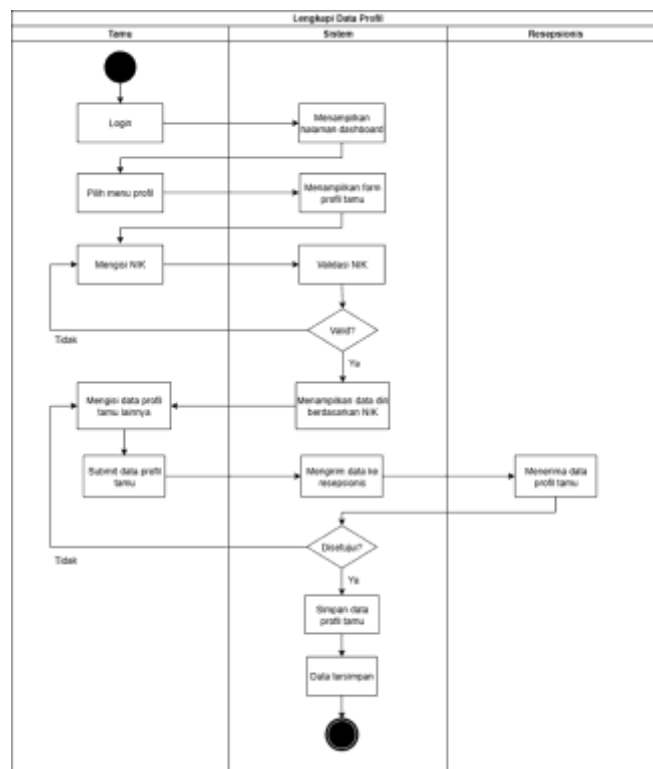 Lengkapi Data Profil
Tamu
Sistem
Resepsionis
Login
Menampilkan
halaman dashboard
Pilih menu profil
Menampilkan form
profil tamu
Mengisi NIK
Validasi NIK
Valid?
Tidak
Ya
Mengisi data profil
tamu lainnya
Menampilkan data diri
berdasarkan NIK
Submit data profil
tamu
Mengirim data ke
resepsionis
Menerima data
profil tamu
Disetujui?
Tidak
Ya
Simpan data
profil tamu
Data tersimpan